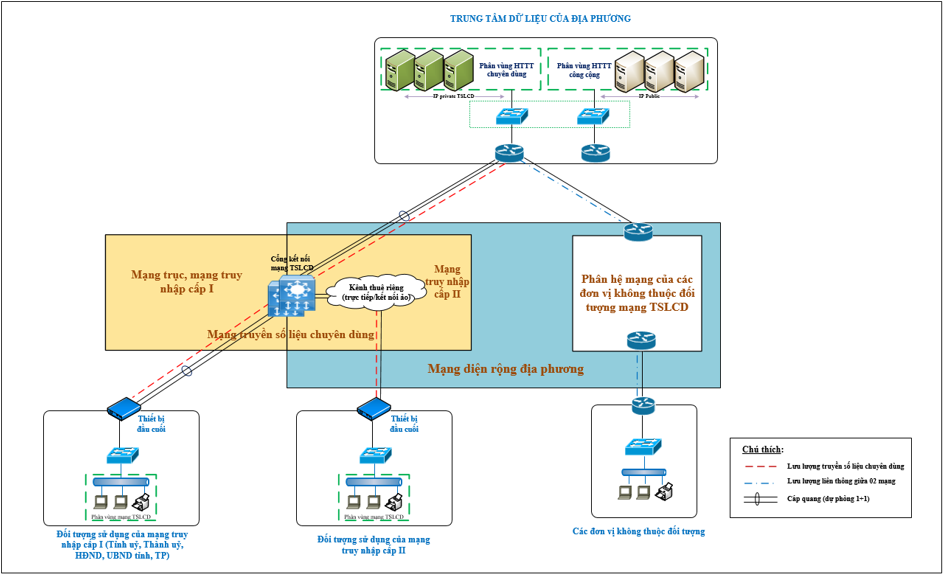 TRUNG TÂM DỮ LIỆU CỦA ĐỊA PHƯƠNG
Phân vùng HTTT
chuyên dùng
Phân vùng HTTT
công cộng
IP private TSLCD
IP Public
Cổng kết nối
mạng TSLCD
Mạng trục, mạng truy
nhập cấp I
Kênh thuê riêng
(trực tiếp/kết nối ảo)
Mạng
truy nhập
cấp II
Phân hệ mạng của các
đơn vị không thuộc đối
tượng mạng TSLCD
Mạng truyền số liệu chuyên dùng
Mạng diện rộng địa phương
Thiết bị
đầu cuối
Thiết bị
đầu cuối
Phân vùng mạng TSLCD
Phân vùng mạng TSLCD
Đối tượng sử dụng của mạng truy
nhập cấp I (Tỉnh uỷ, Thành uỷ,
HĐND, UBND tỉnh, TP)
Đối tượng sử dụng của mạng
truy nhập cấp II
Các đơn vị không thuộc đối tượng
Chú thích:
Lưu lượng truyền số liệu chuyên dùng
Lưu lượng liên thông giữa 02 mạng
Cáp quang (dự phòng 1+1)